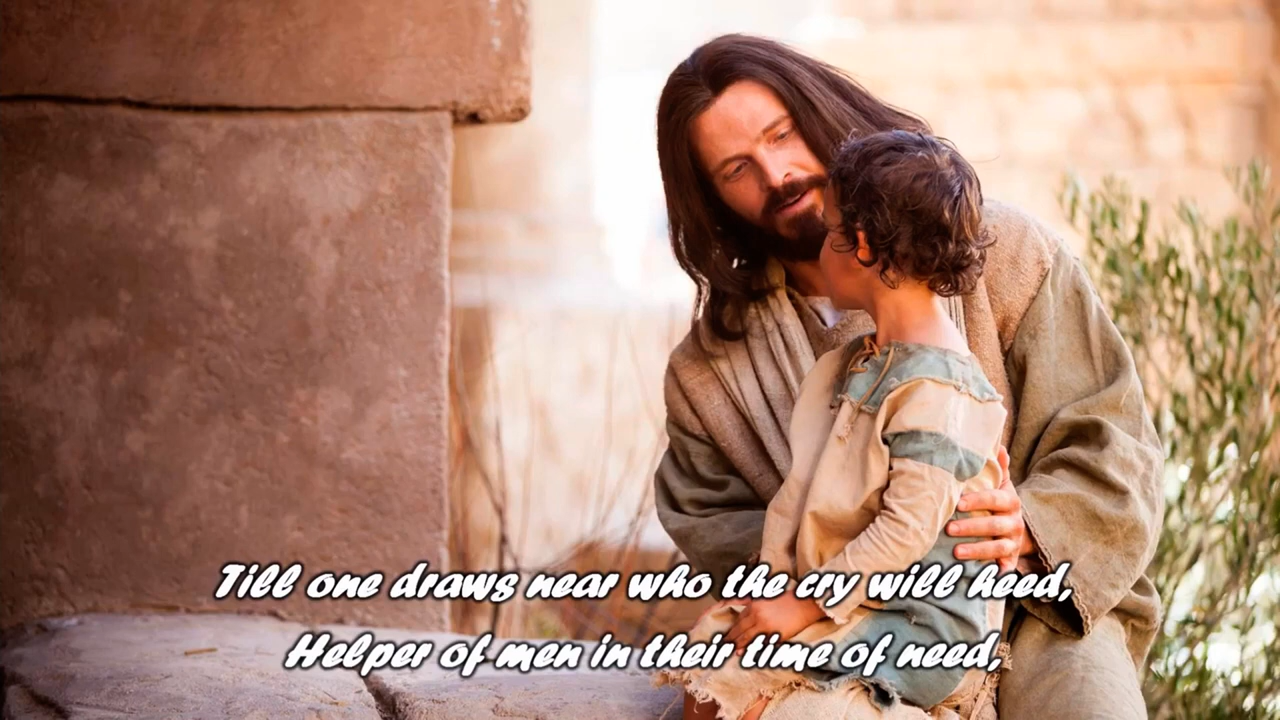 Till one draws near who the cry will heed,
Helper of men in their time of need,